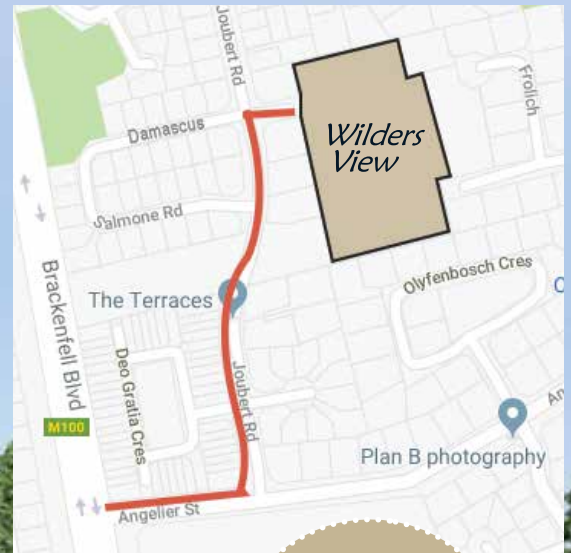 Joubert Rd
Frolich
Damascus
Wilders
View
Salmone Rd
Olyfenbosch Cres
Brackenfell Blvd
The Terraces
Deo Gratia Cres
Joubert Rd
M100
Plan B photography
Angelier St